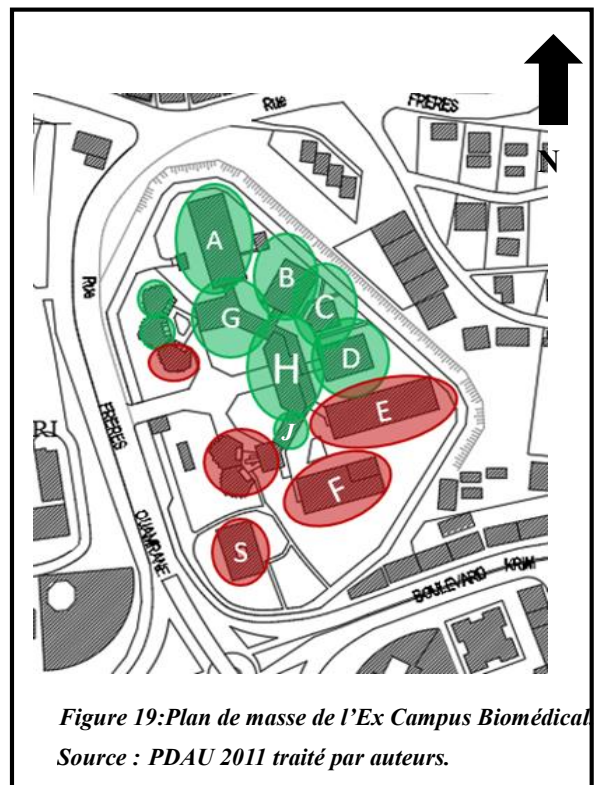 Rue
FRERES
N
A
B
C
G
H
D
Rue
E
J
FRERES
RI
F
S
BOULEVARD KRIM
Figure 19:Plan de masse de l’Ex Campus Biomédical
Source : PDAU 2011 traité par auteurs.